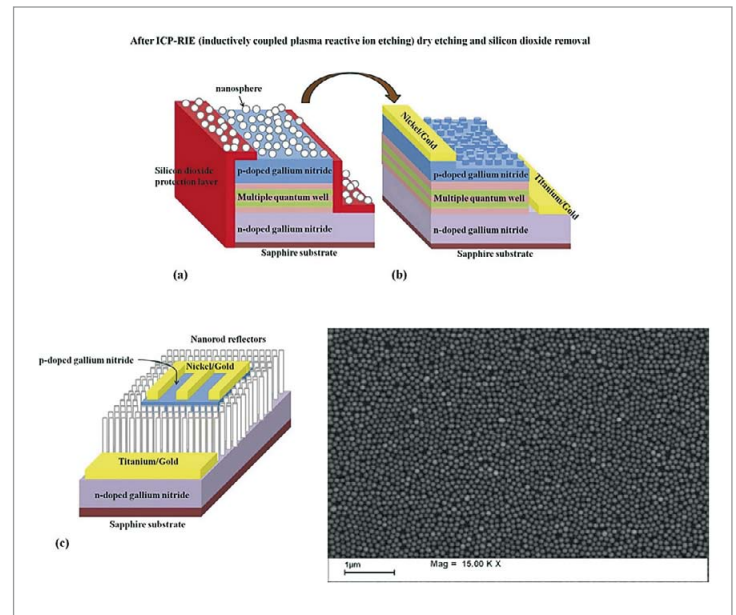 After ICP-RIE (inductively coupled plasma reactive ion etching) dry etching and silicon dioxide removal
nanosphere
Silicon dioxide
protection layer
p-doped gallium nitride
Multiple quantum well
n-doped gallium nitride
Sapphire substrate
(a)
Nickel/Gold
p-doped gallium nitride
Multiple quantum well
Titanium/Gold
n-doped gallium nitride
Sapphire substrate
(b)
Nanorod reflectors
p-doped gallium nitride
Nickel/Gold
Titanium/Gold
n-doped gallium nitride
Sapphire substrate
(c)
1µm
Mag = 15.00 K X